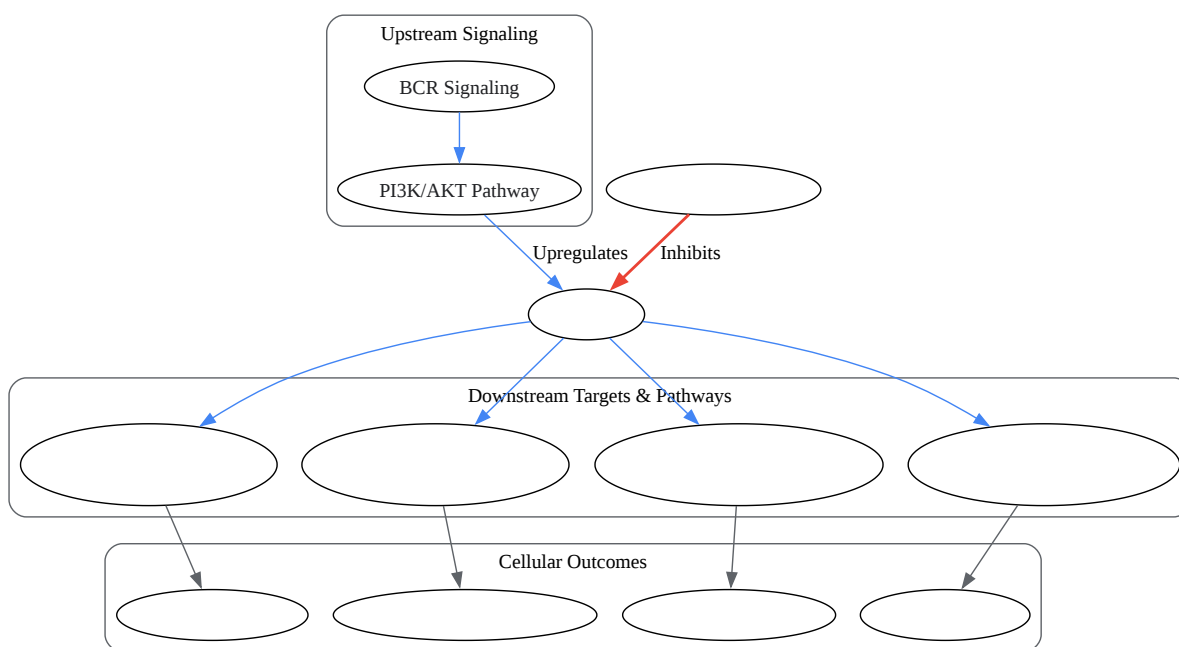 Upstream Signaling
BCR Signaling
PI3K/AKT Pathway
Upregulates
Inhibits
Downstream Targets & Pathways
Cellular Outcomes